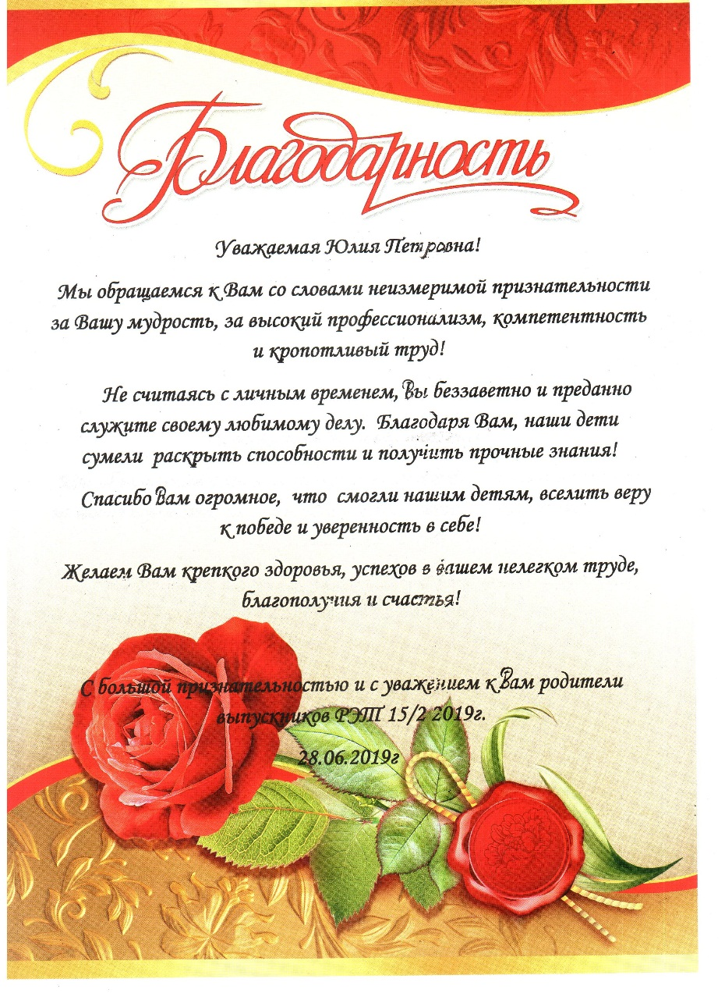 Благодарность
Уважаемая Юлия Петровна!
Мы обращаемся к Вам со словами неизмеримой признательности
за Вашу мудрость, за высокий профессионализм, компетентность
и кропотливый труд!
Не считаясь с личным временем, Вы беззаветно и преданно
служите своему любимому делу. Благодаря Вам, наши дети
сумели раскрыть способности и получить прочные знания!
Спасибо Вам огромное, что смогли нашим детям, вселить веру
к победе и уверенность в себе!
Желаем Вам крепкого здоровья, успехов в вашем нелегком труде,
благополучия и счастья!
С большой признательностью и с уважением к Вам родители
выпускников РЭТ 15/2 2019г.
28.06.2019г